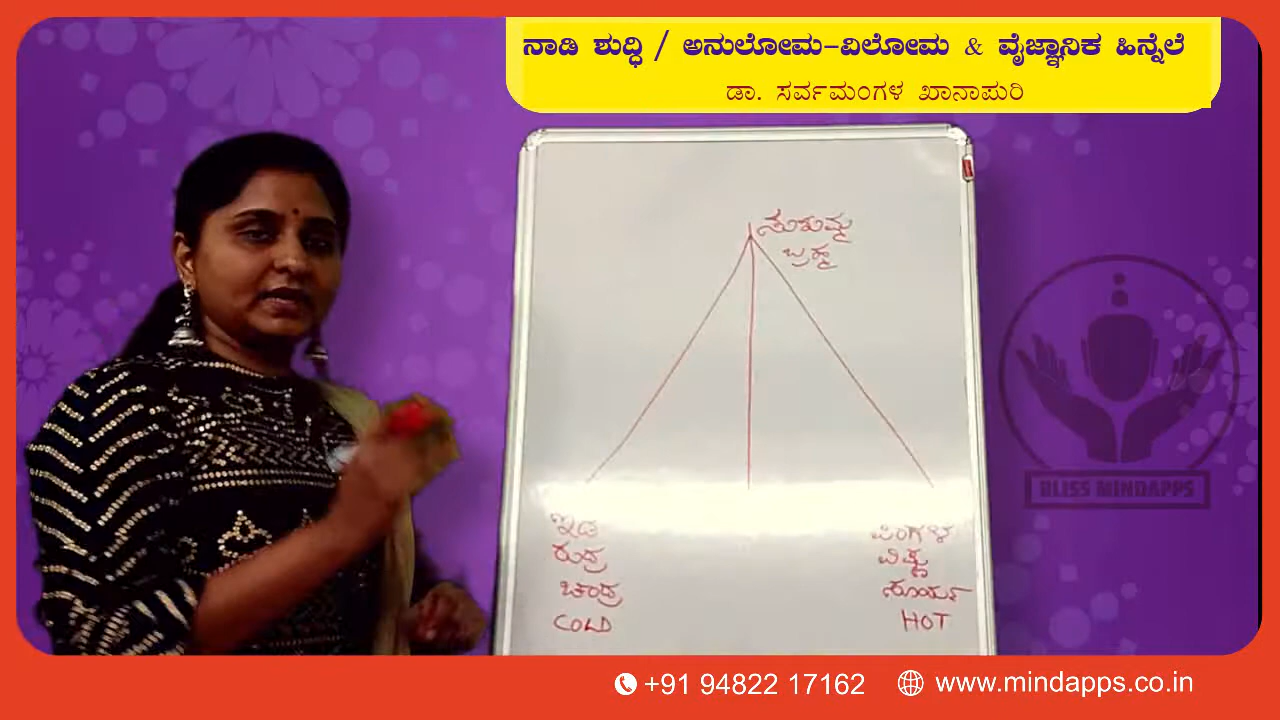 ನಾಡಿ ಶುದ್ಧಿ / ಅನುಲೋಮ-ವಿಲೋಮ & ವೈಜ್ಞಾನಿಕ ಹಿನ್ನೆಲೆ
ಡಾ. ಸರ್ವಮಂಗಳ ಖಾನಾಪುರಿ
ಬ್ರಹ್ಮ
ಇಡ
ಪಿಂಗಳ
ರುದ್ರ
ವಿಷ್ಣು
ಚಂದ್ರ
COLD
HOT
BLISS MINDAPPS
+91 94822 17162
www.mindapps.co.in